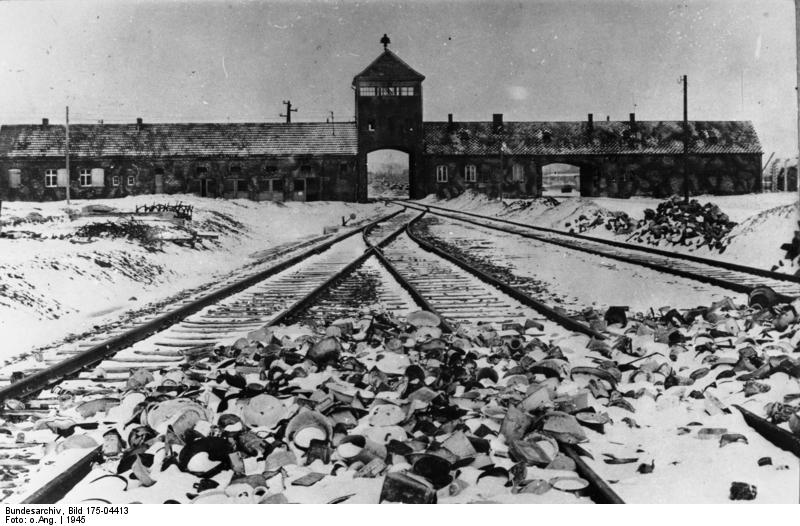 Bundesarchiv, Bild 175-04413
Foto: o.Ang. | 1945